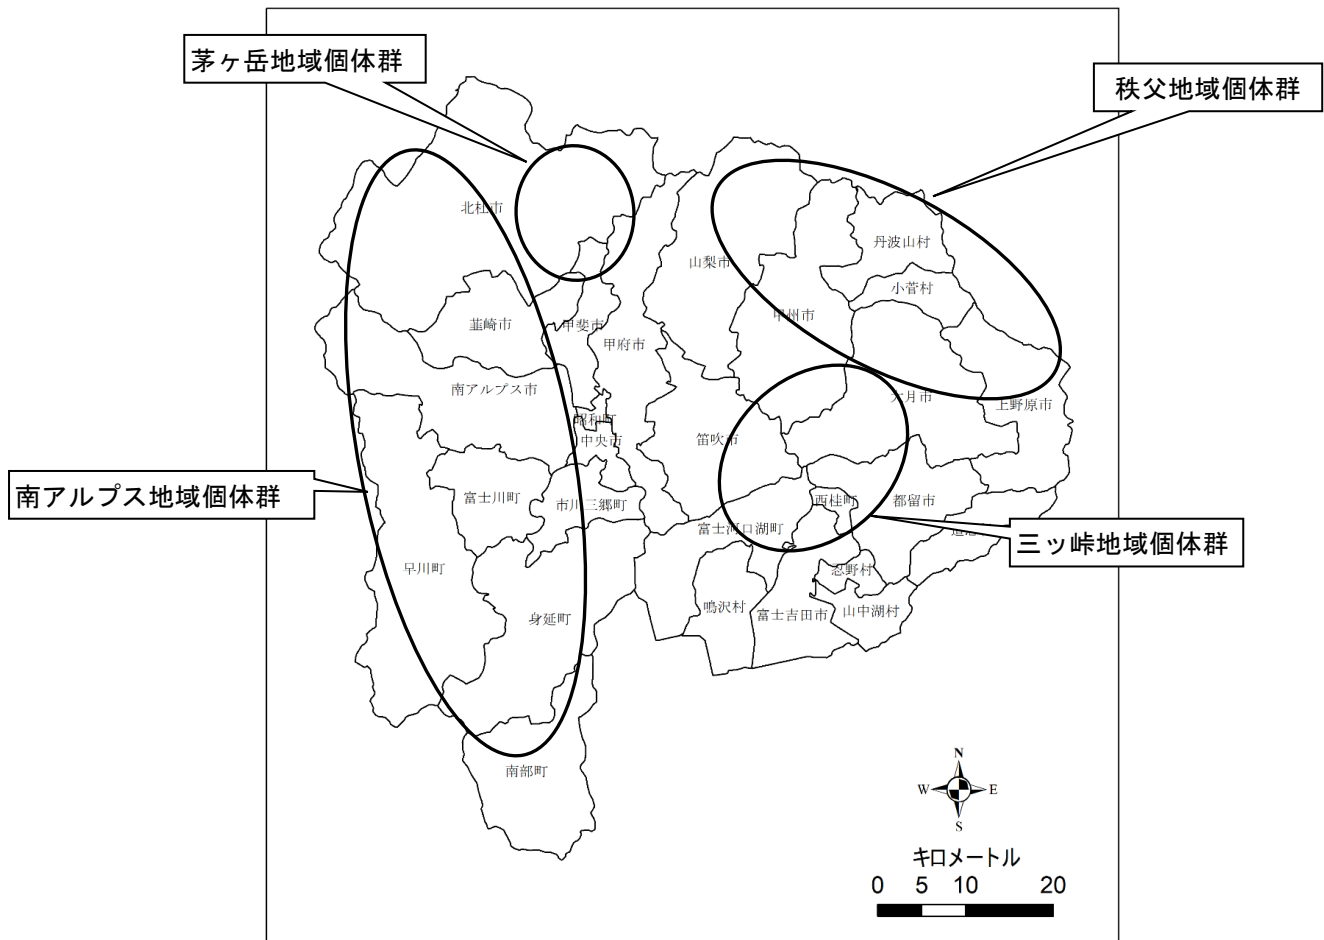 茅ヶ岳地域個体群
秩父地域個体群
北杜市
丹波山村
山梨市
小菅村
甲州市
韮崎市
甲斐市
甲府市
南アルプス市
大月市
上野原市
昭和町
中央市
笛吹市
南アルプス地域個体群
富士川町
市川三郷町
西桂町
都留市
富士河口湖町
三ッ峠地域個体群
早川町
忍野村
鳴沢村
富士吉田市
山中湖村
身延町
南部町
N
W
E
S
キロメートル
0 5 10 20